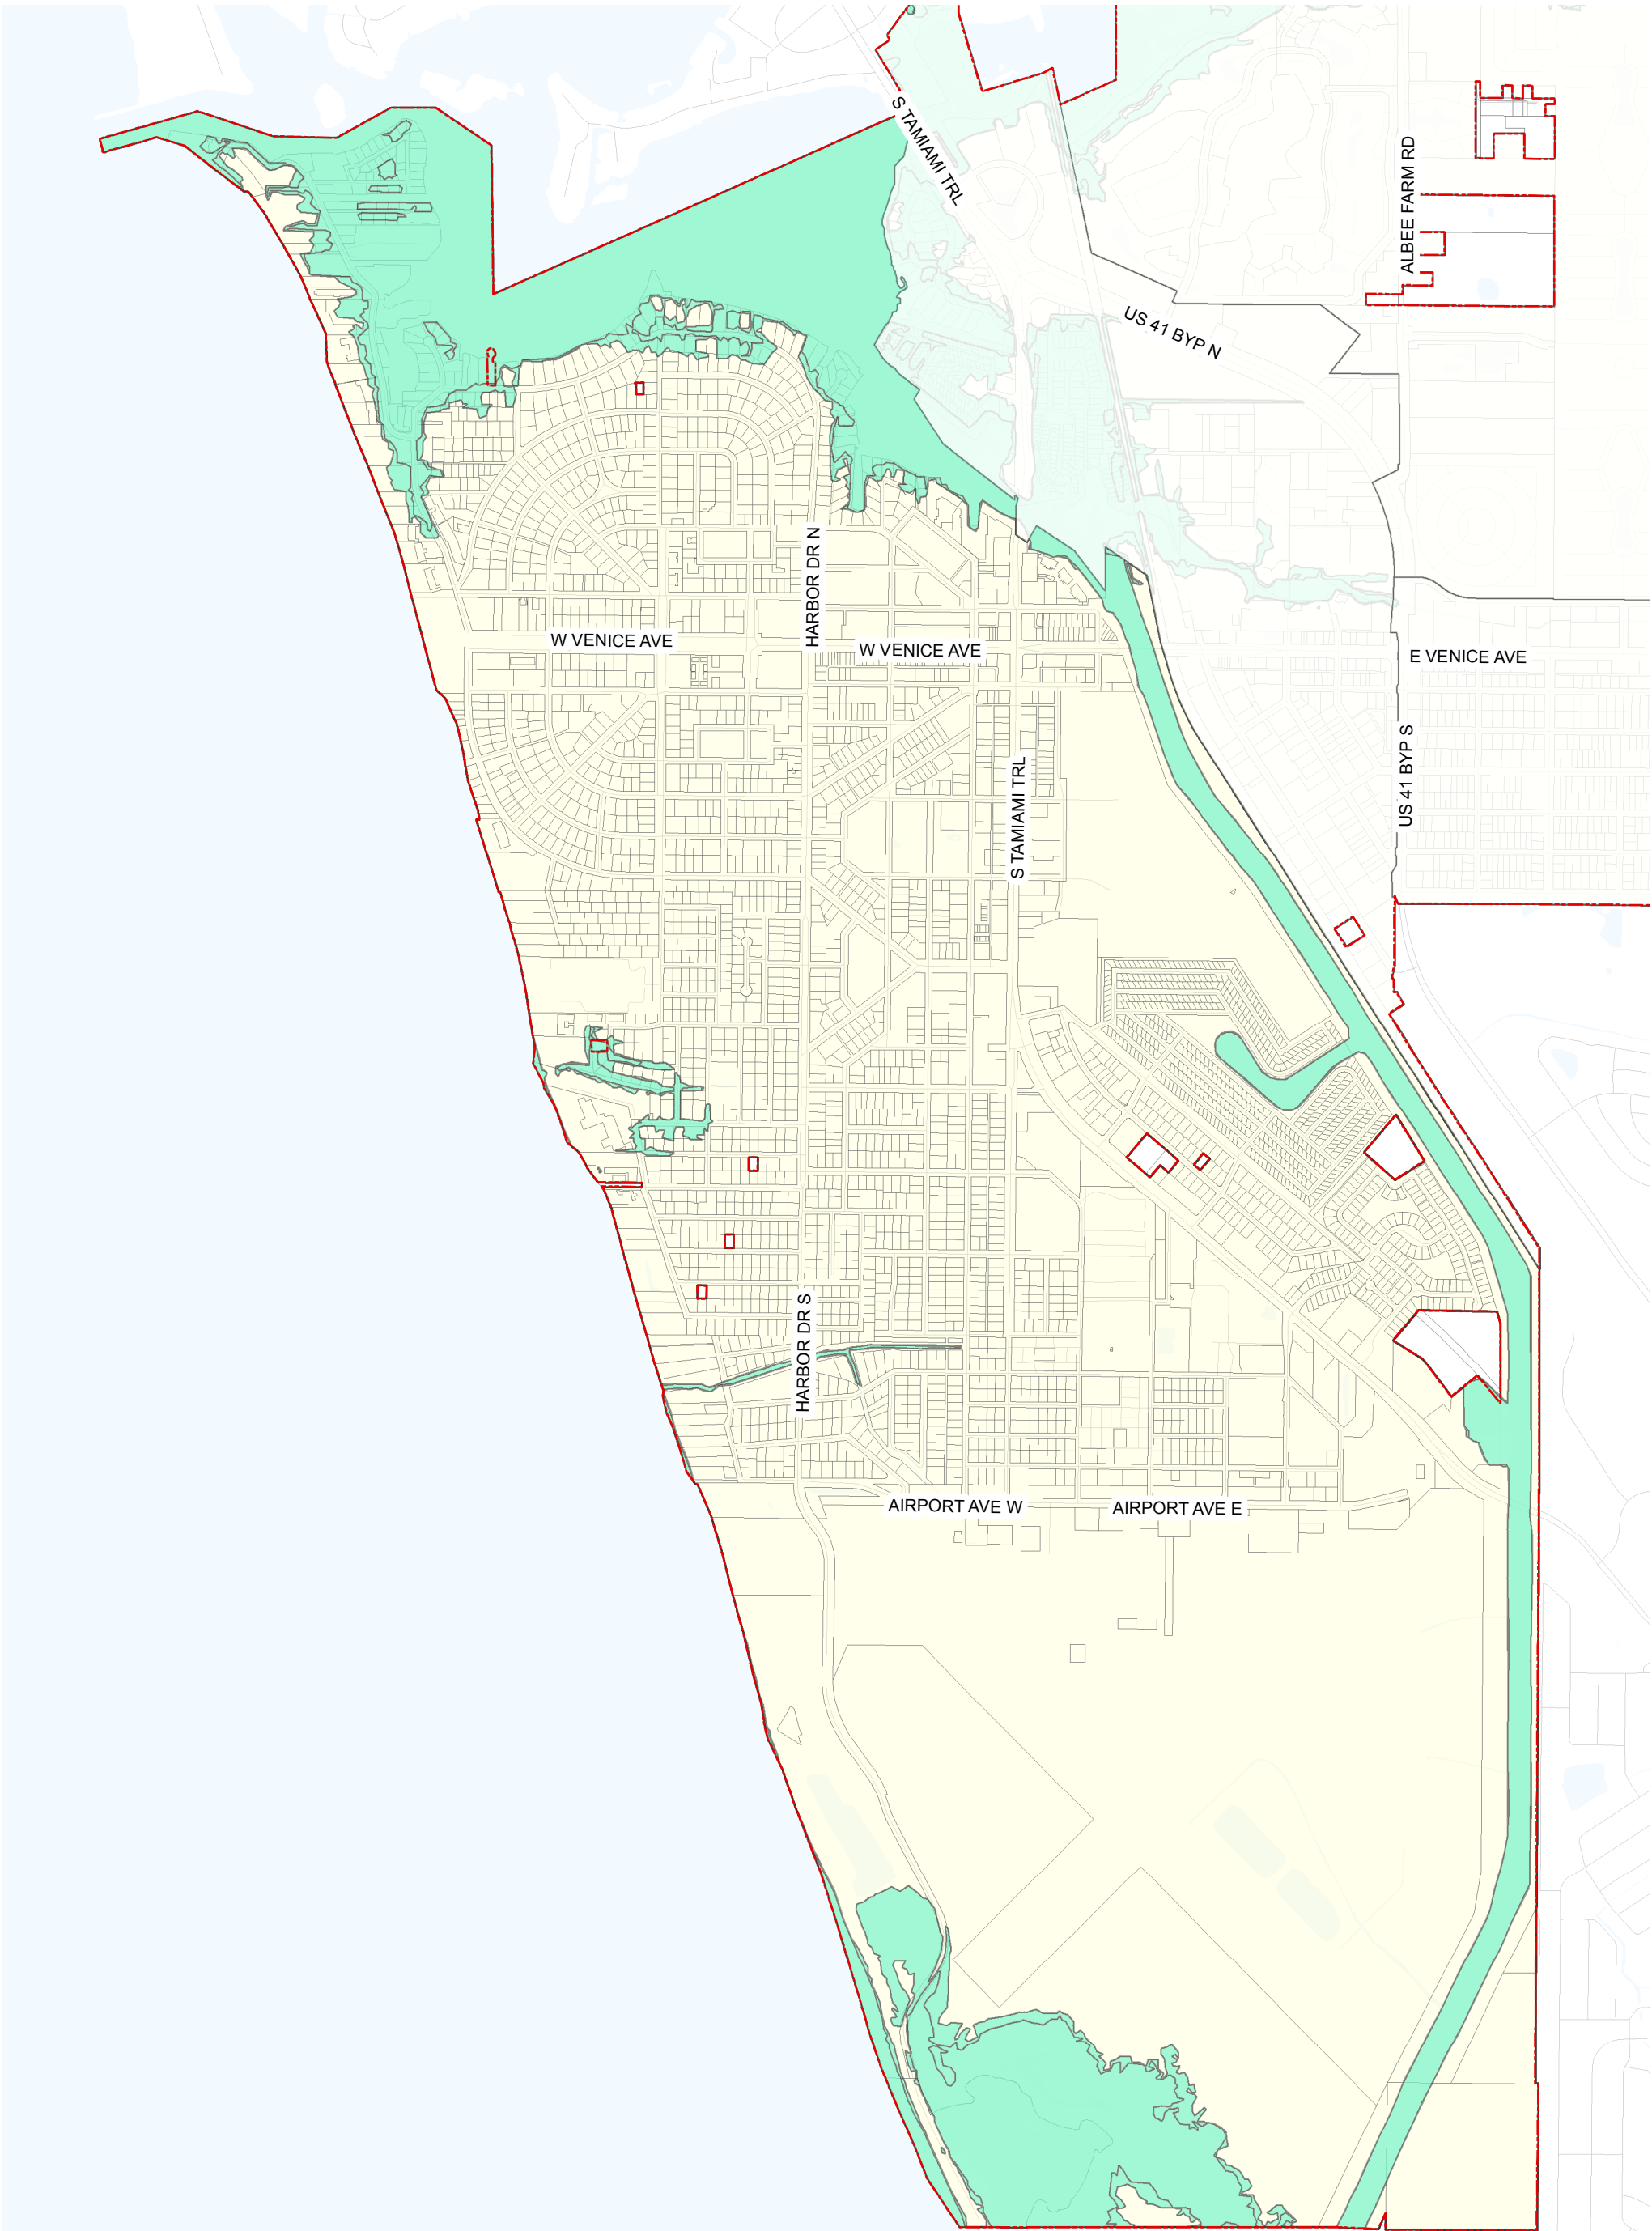 S TAMIAMI TRL
ALBEE FARM RD
US 41 BYP N
HARBOR DR N
W VENICE AVE
W VENICE AVE
E VENICE AVE
US 41 BYP S
S TAMIAMI TRL
HARBOR DR S
AIRPORT AVE W
AIRPORT AVE E